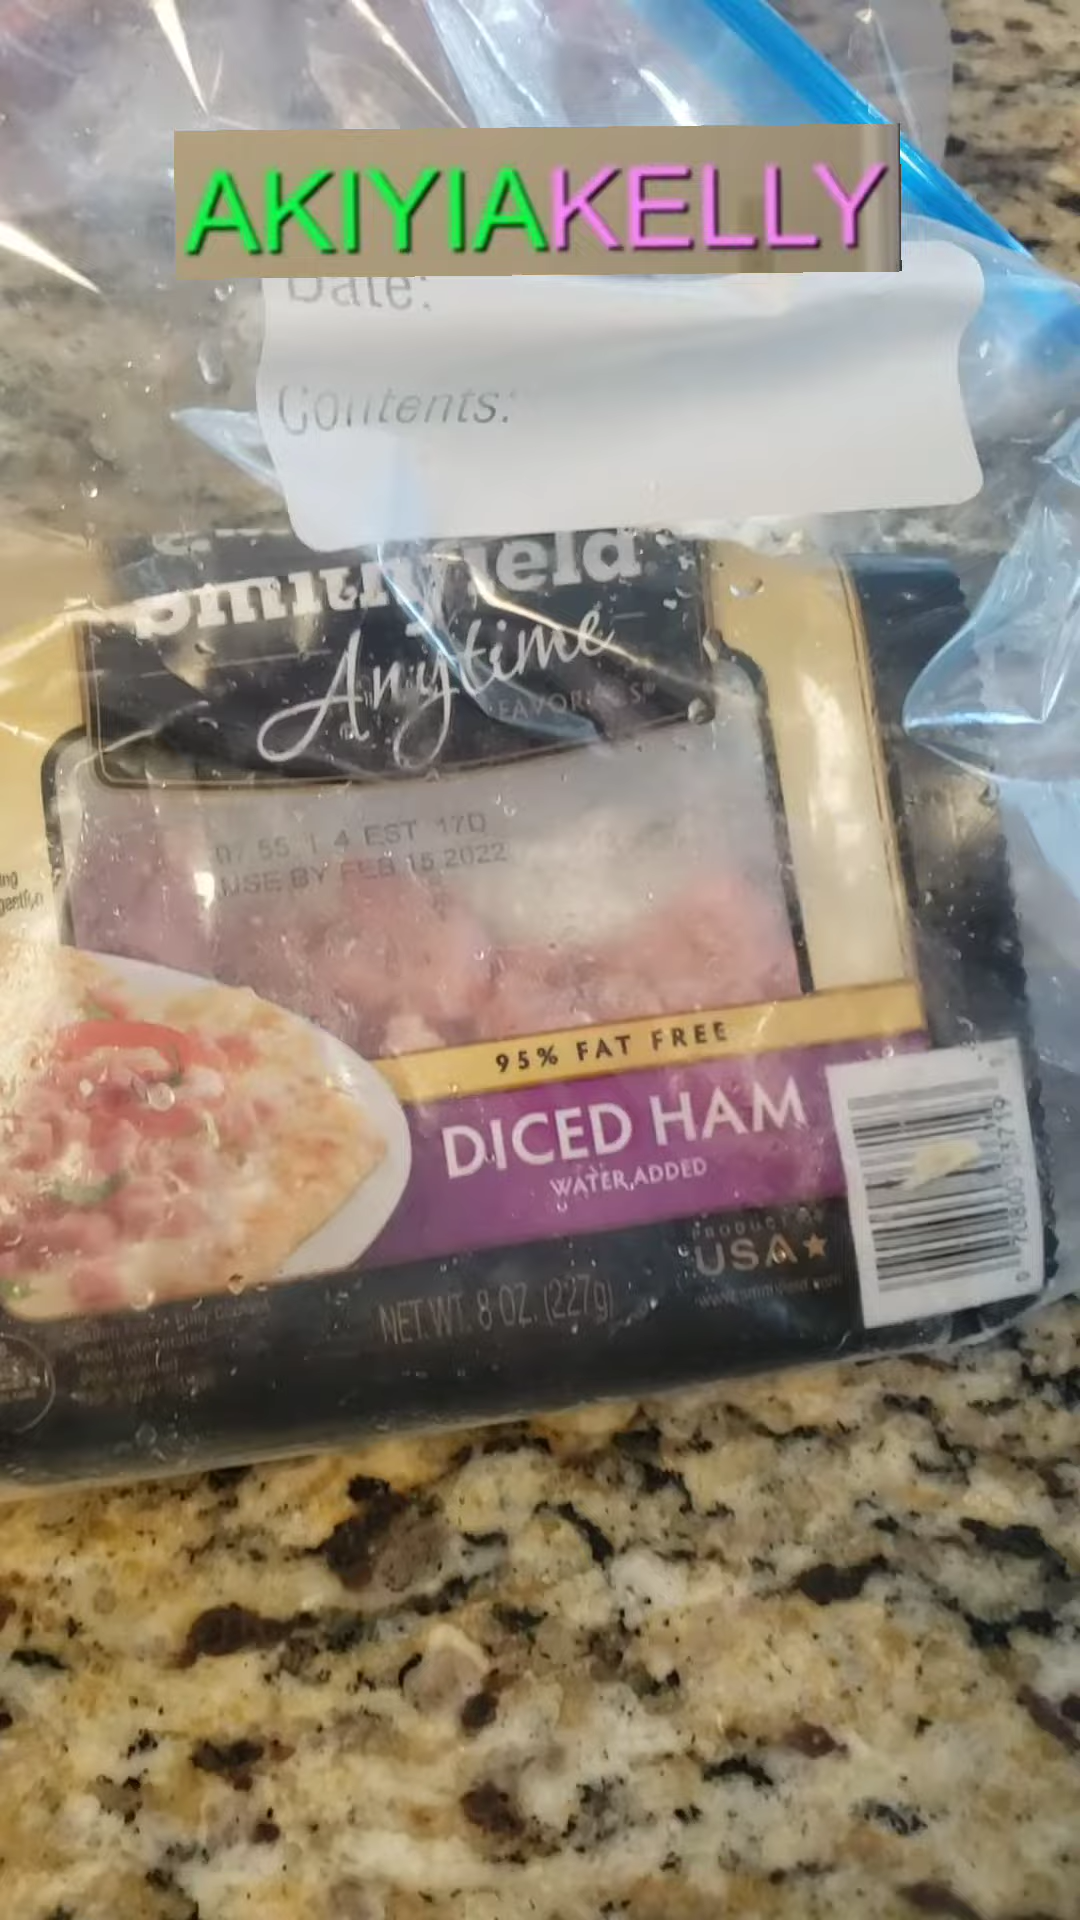 AKIYIAKELLY
Date:
Contents:
Smithfield
Anytime
FAVORITES
07 55 1 4 EST 17D
USE BY FEB 15 2022
95% FAT FREE
DICED HAM
WATER ADDED
PRODUCT OF
USA
NET. WT. 8 OZ. (227g)